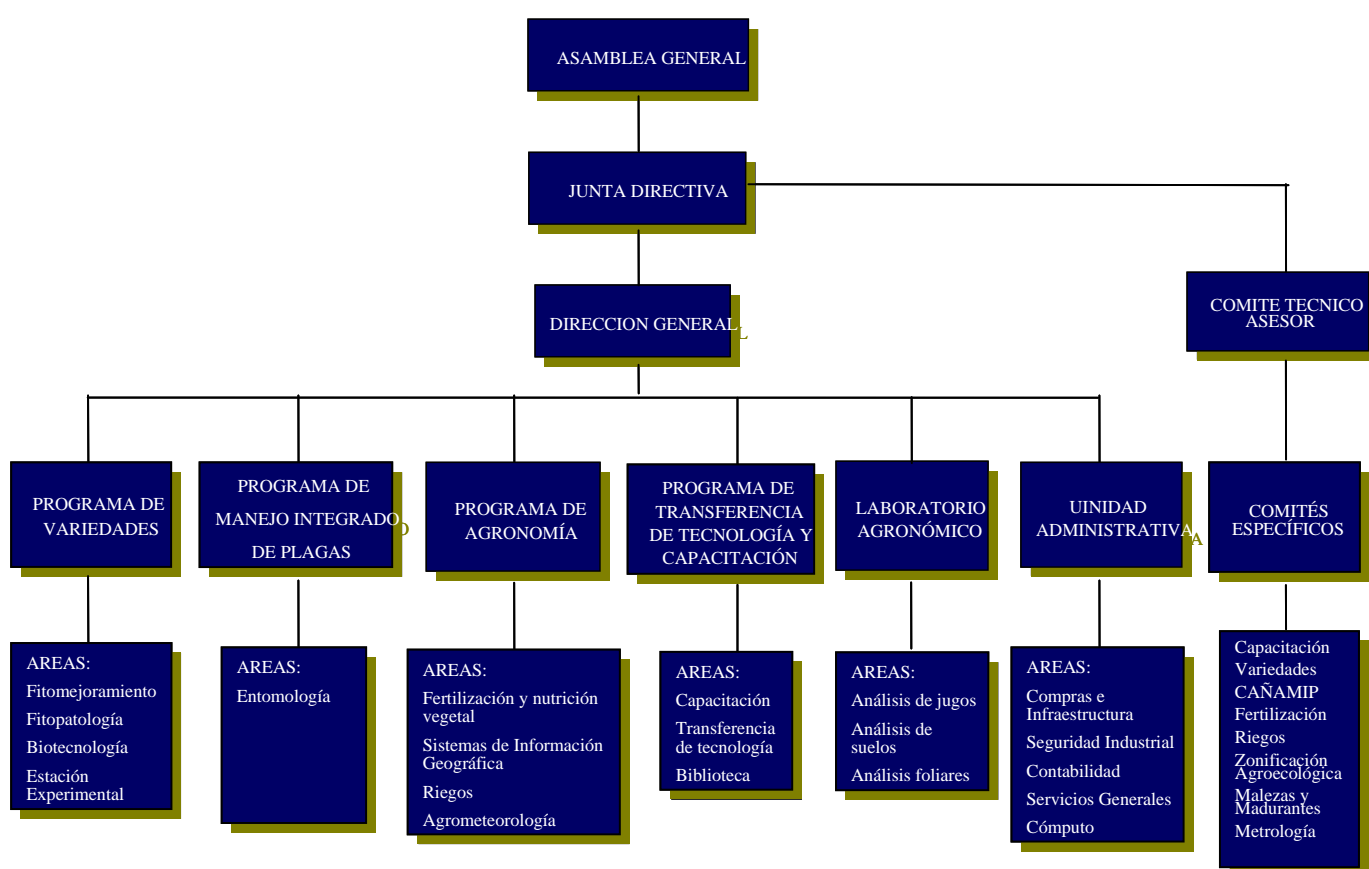 ASAMBLEA GENERAL
JUNTA DIRECTIVA
DIRECCION GENERAL
COMITE TECNICO
ASESOR
PROGRAMA DE
VARIEDADES
PROGRAMA DE
MANEJO INTEGRADO
DE PLAGAS
PROGRAMA DE
AGRONOMÍA
PROGRAMA DE
TRANSFERENCIA
DE TECNOLOGÍA Y
CAPACITACIÓN
LABORATORIO
AGRONÓMICO
UINIDAD
ADMINISTRATIVA
COMITÉS
ESPECÍFICOS
AREAS:
Fitomejoramiento
Fitopatología
Biotecnología
Estación
Experimental
AREAS:
Entomología
AREAS:
Fertilización y nutrición
vegetal
Sistemas de Información
Geográfica
Riegos
Agrometeorología
AREAS:
Capacitación
Transferencia
de tecnología
Biblioteca
AREAS:
Análisis de jugos
Análisis de
suelos
Análisis foliares
AREAS:
Compras e
Infraestructura
Seguridad Industrial
Contabilidad
Servicios Generales
Cómputo
Capacitación
Variedades
CAÑAMIP
Fertilización
Riegos
Zonificación
Agroecológica
Malezas y
Madurantes
Metrología